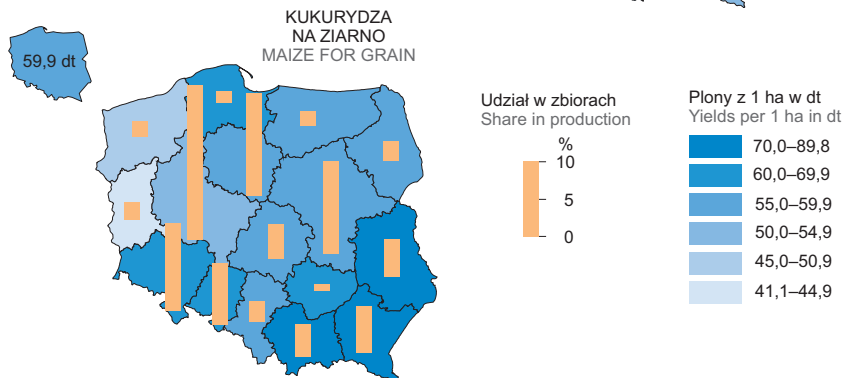 KUKURYDZA
NA ZIARNO
MAIZE FOR GRAIN
59,9 dt
Udział w zbiorach
Share in production
%
10
5
0
Plony z 1 ha w dt
Yields per 1 ha in dt
70,0–89,8
60,0–69,9
55,0–59,9
50,0–54,9
45,0–50,9
41,1–44,9